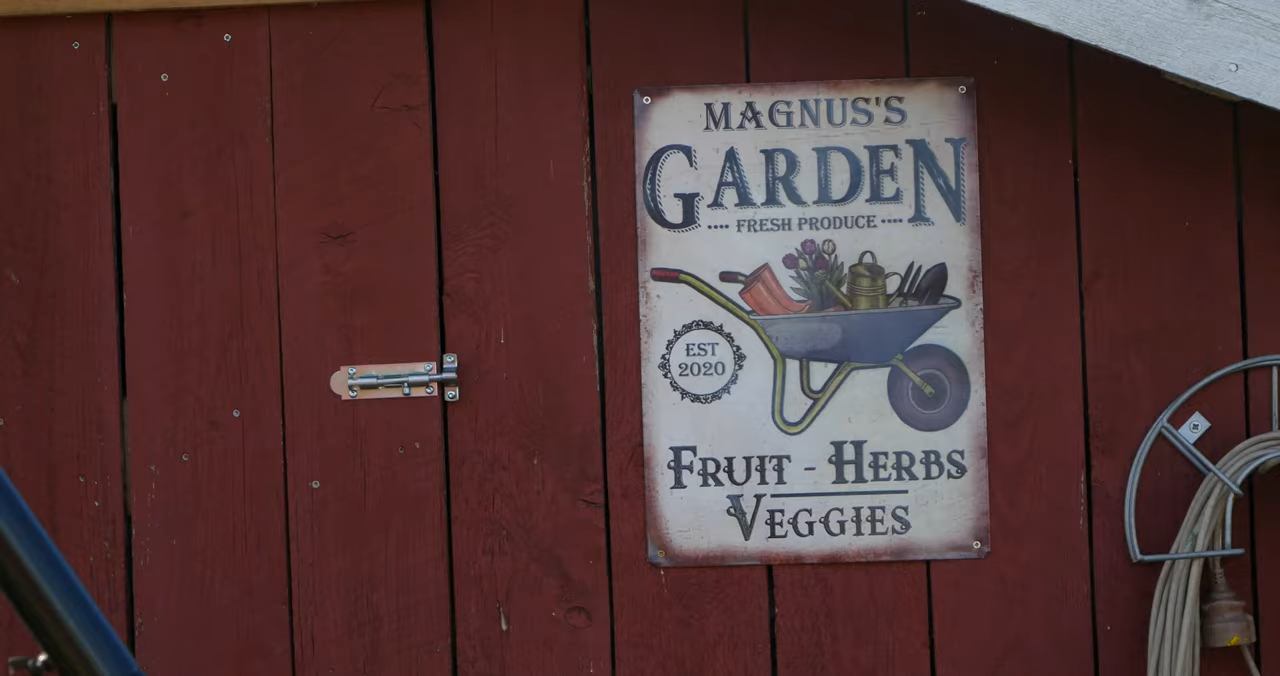 MAGNUS'S
GARDEN
FRESH PRODUCE
EST
2020
FRUIT - HERBS
VEGGIES